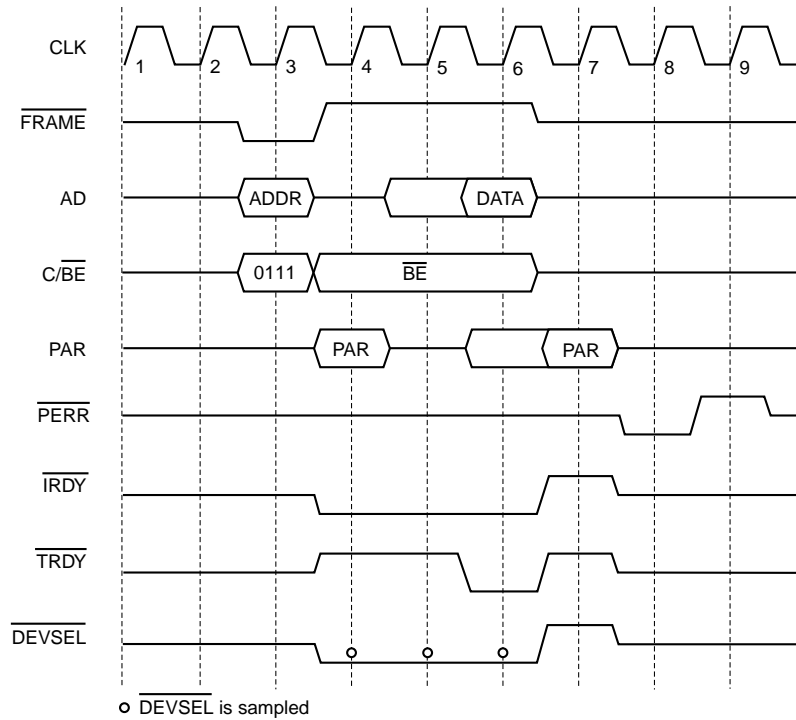 CLK
1 2 3 4 5 6 7 8 9
FRAME
AD
ADDR
DATA
C/BE
0111
BE
PAR
PAR
PAR
PERR
IRDY
TRDY
DEVSEL
DEVSEL is sampled